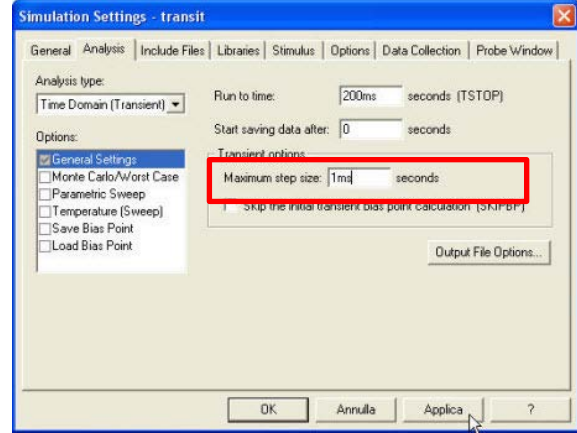 Simulation Settings - transit
General Analysis Include Files Libraries Stimulus Options Data Collection Probe Window
Analysis type:
Time Domain (Transient)
Options:
General Settings
Monte Carlo/Worst Case
Parametric Sweep
Temperature (Sweep)
Save Bias Point
Load Bias Point
Run to time: 200ms seconds (TSTOP)
Start saving data after: 0 seconds
Transient options
Maximum step size: 1ms seconds
Skip the initial transient bias point calculation (SKIPBP)
Output File Options...
OK Annulla Applica ?